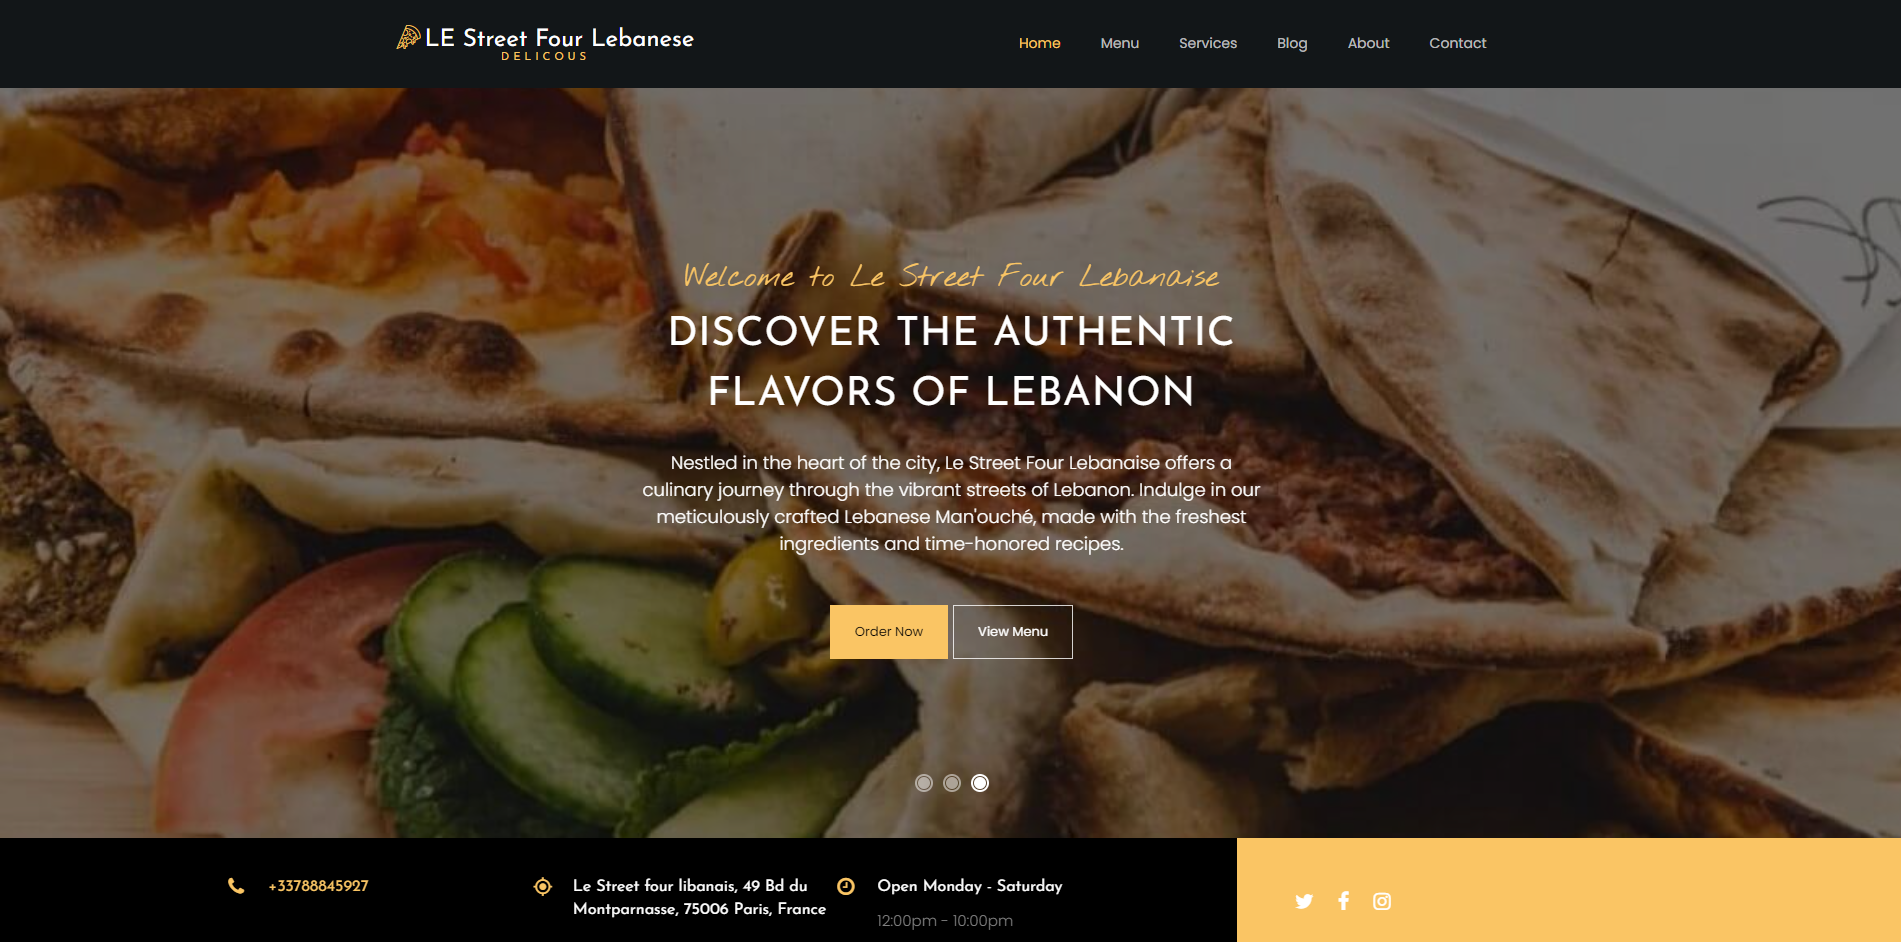 LE Street Four Lebanese
DELICOUS
Home Menu Services Blog About Contact
Welcome to Le Street Four Lebanaise
DISCOVER THE AUTHENTIC
FLAVORS OF LEBANON
Nestled in the heart of the city, Le Street Four Lebanaise offers a
culinary journey through the vibrant streets of Lebanon. Indulge in our
meticulously crafted Lebanese Man'ouché, made with the freshest
ingredients and time-honored recipes.
Order Now View Menu
+33788845927
Le Street four libanais, 49 Bd du
Montparnasse, 75006 Paris, France
Open Monday - Saturday
12:00pm - 10:00pm